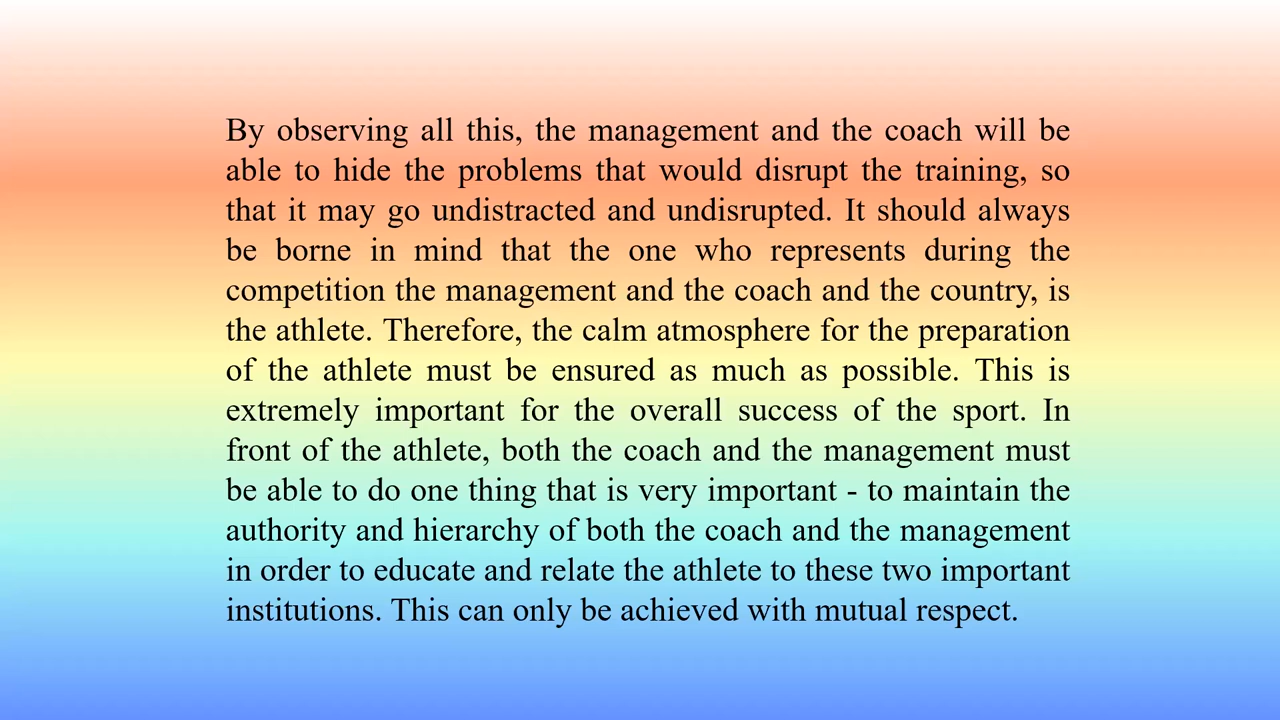 By observing all this, the management and the coach will be
able to hide the problems that would disrupt the training, so
that it may go undistracted and undisrupted. It should always
be borne in mind that the one who represents during the
competition the management and the coach and the country, is
the athlete. Therefore, the calm atmosphere for the preparation
of the athlete must be ensured as much as possible. This is
extremely important for the overall success of the sport. In
front of the athlete, both the coach and the management must
be able to do one thing that is very important - to maintain the
authority and hierarchy of both the coach and the management
in order to educate and relate the athlete to these two important
institutions. This can only be achieved with mutual respect.